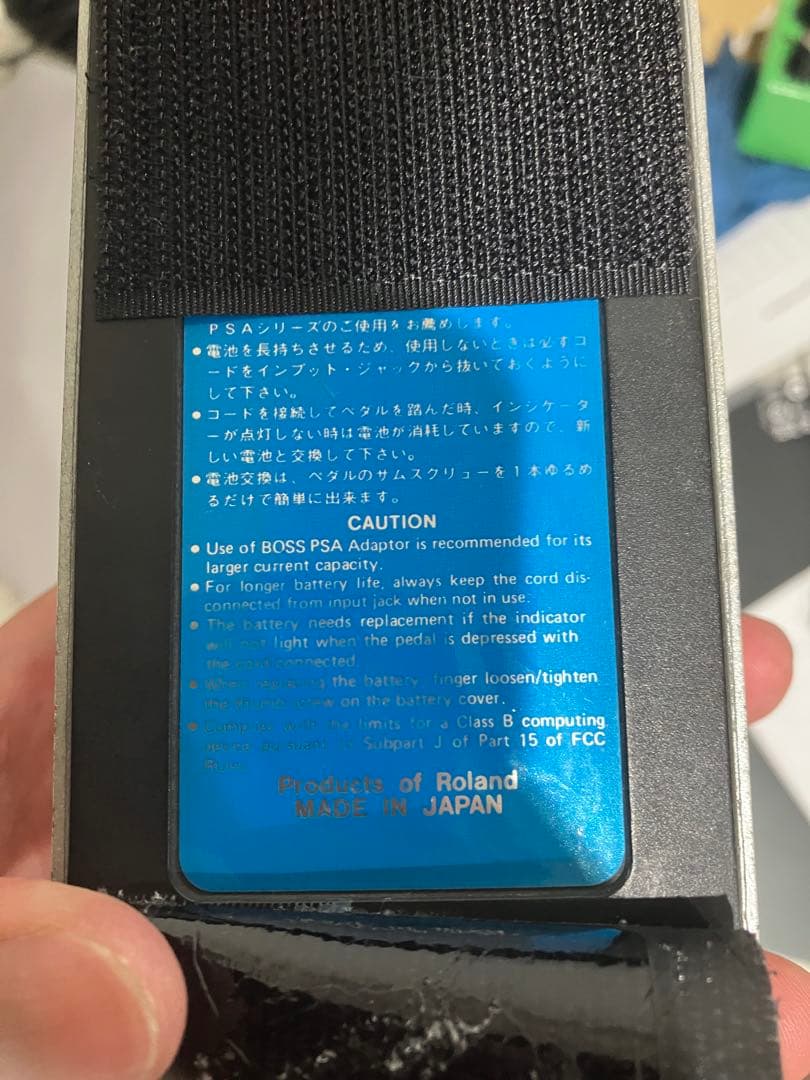 PSAシリーズのご使用をお薦めします。
● 電池を長持ちさせるため、使用しないときは必ずコ
ードをインプット・ジャックから抜いておくように
して下さい。
● コードを接続してペダルを踏んだ時、インジケータ
ーが点灯しない時は電池が消耗していますので、新
しい電池と交換して下さい。
● 電池交換は、ペダルのサムスクリューを1本ゆるめ
るだけで簡単に出来ます。
CAUTION
● Use of BOSS PSA Adaptor is recommended for its
larger current capacity.
● For longer battery life, always keep the cord dis-
connected from input jack when not in use.
● The battery needs replacement if the indicator
will not light when the pedal is depressed with
the cord connected.
● When replacing the battery, finger loosen/tighten
the thumb screw on the battery cover.
● Complies with the limits for a Class B computing
device pursuant to Subpart J of Part 15 of FCC
Rules.
Products of Roland
MADE IN JAPAN